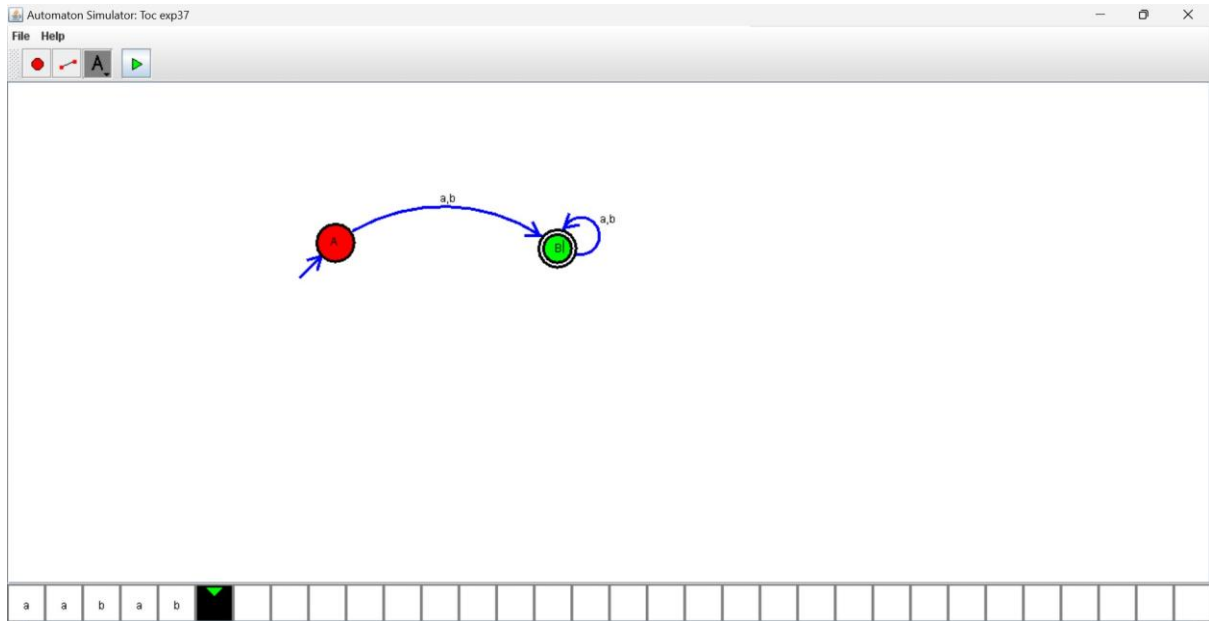 Automaton Simulator: Toc exp37
File Help
A
a,b
a,b
A
B
a a b a b